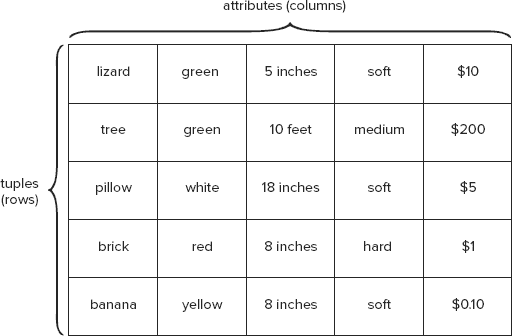 attributes (columns)
lizard green 5 inches soft $10
tree green 10 feet medium $200
tuples
(rows)
pillow white 18 inches soft $5
brick red 8 inches hard $1
banana yellow 8 inches soft $0.10